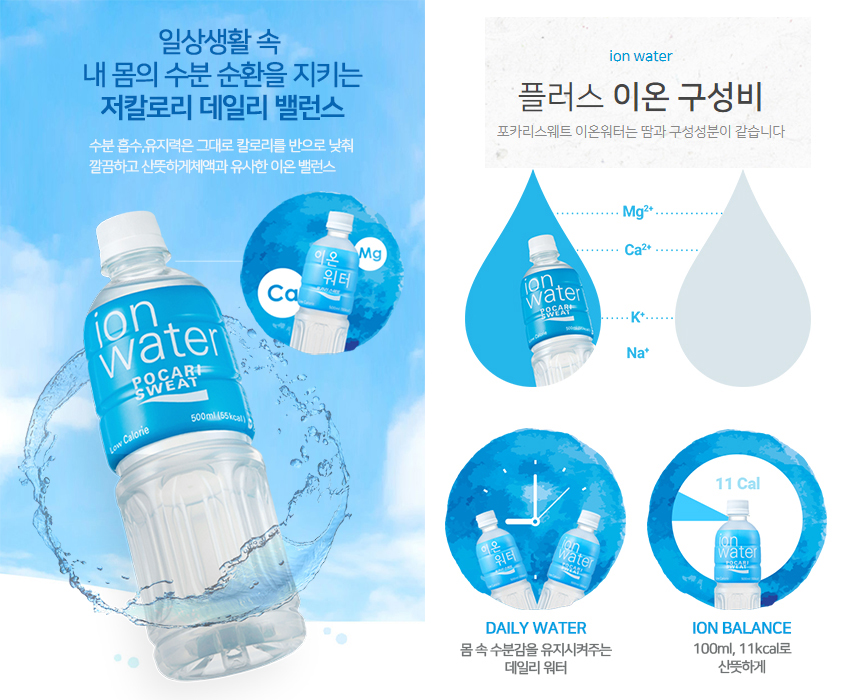 일상생활 속
내 몸의 수분 순환을 지키는
저칼로리 데일리 밸런스
수분 흡수,유지력은 그대로 칼로리를 반으로 낮춰
깔끔하고 산뜻하게체액과 유사한 이온 밸런스
Ca
Mg
이온
워터
ion
water
POCARI
SWEAT
500ml (55kcal)
Low Calorie
ion water
플러스 이온 구성비
포카리스웨트 이온워터는 땀과 구성성분이 같습니다
Mg²⁺
Ca²⁺
K⁺
Na⁺
ion
water
POCARI
SWEAT
이온
워터
ion
water
POCARI
SWEAT
DAILY WATER
몸 속 수분감을 유지시켜주는
데일리 워터
11 Cal
ion
water
POCARI
SWEAT
ION BALANCE
100ml, 11kcal로
산뜻하게